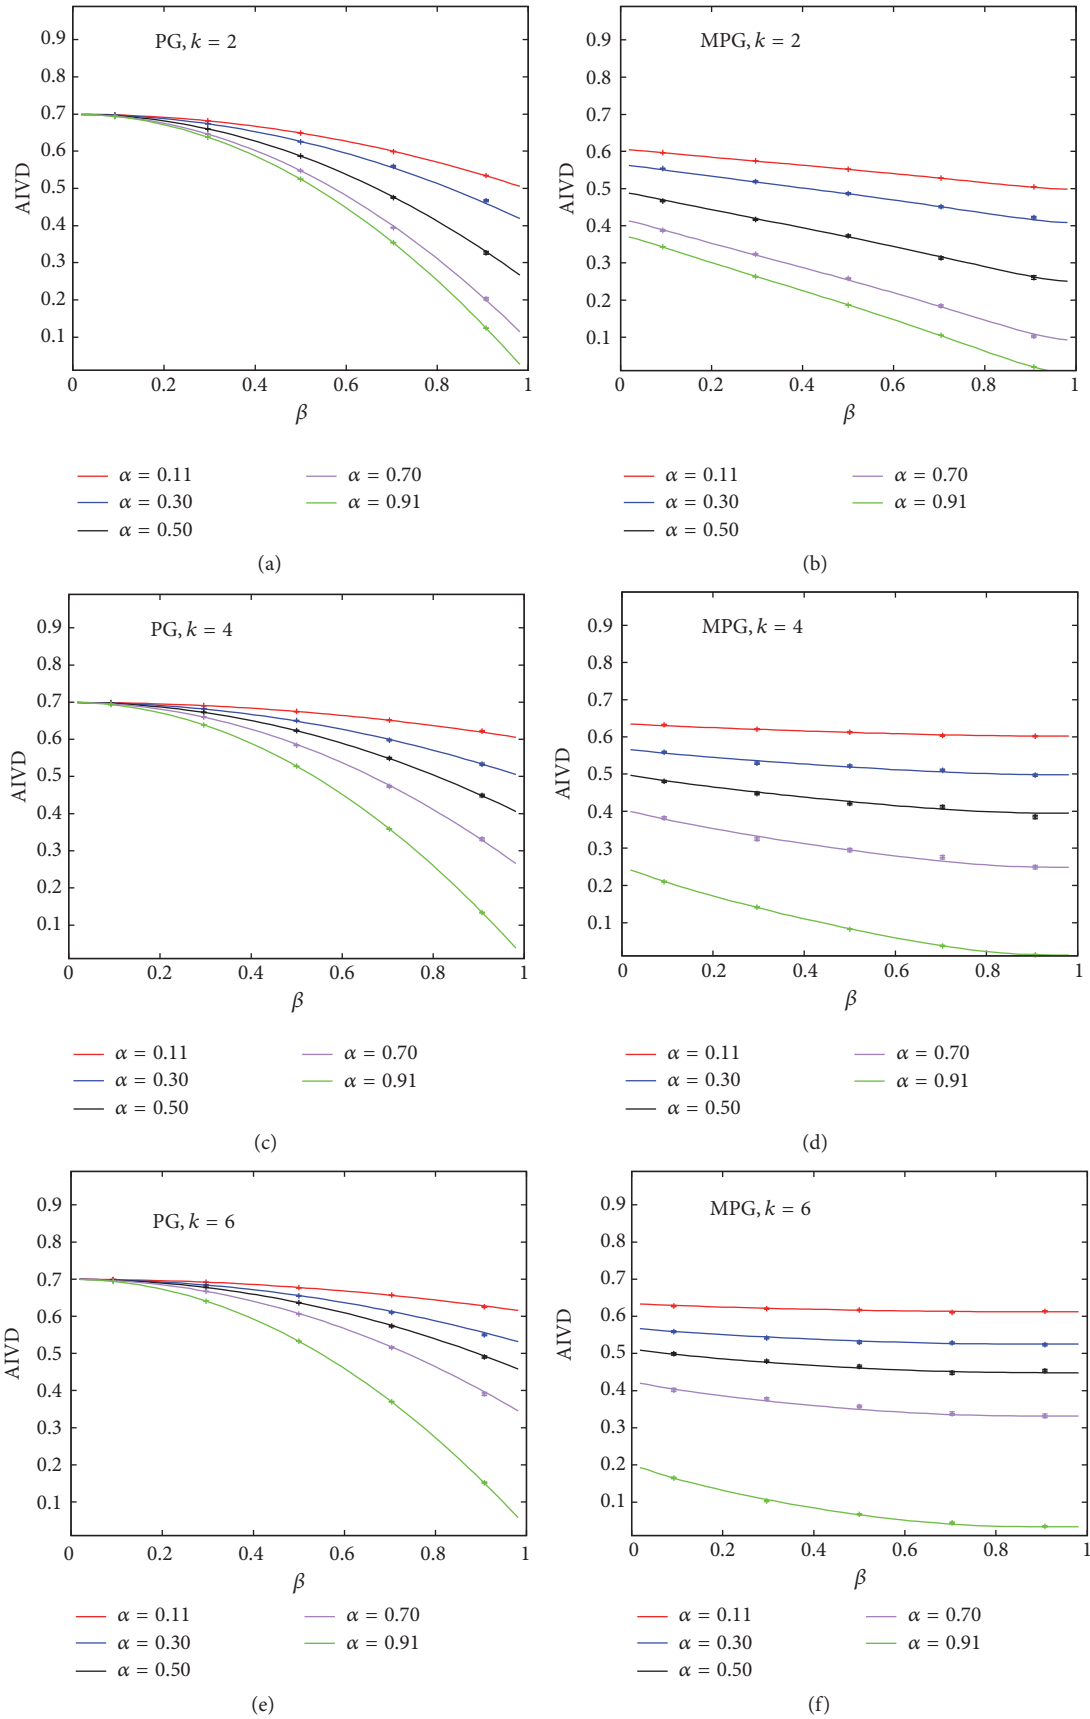 PG, k = 2
0.9
0.8
0.7
0.6
0.5
0.4
0.3
0.2
0.1
AIVD
0 0.2 0.4 0.6 0.8 1
β
α = 0.11
α = 0.30
α = 0.50
α = 0.70
α = 0.91
(a)
MPG, k = 2
0.9
0.8
0.7
0.6
0.5
0.4
0.3
0.2
0.1
AIVD
0 0.2 0.4 0.6 0.8 1
β
α = 0.11
α = 0.30
α = 0.50
α = 0.70
α = 0.91
(b)
PG, k = 4
0.9
0.8
0.7
0.6
0.5
0.4
0.3
0.2
0.1
AIVD
0 0.2 0.4 0.6 0.8 1
β
α = 0.11
α = 0.30
α = 0.50
α = 0.70
α = 0.91
(c)
MPG, k = 4
0.9
0.8
0.7
0.6
0.5
0.4
0.3
0.2
0.1
AIVD
0 0.2 0.4 0.6 0.8 1
β
α = 0.11
α = 0.30
α = 0.50
α = 0.70
α = 0.91
(d)
PG, k = 6
0.9
0.8
0.7
0.6
0.5
0.4
0.3
0.2
0.1
AIVD
0 0.2 0.4 0.6 0.8 1
β
α = 0.11
α = 0.30
α = 0.50
α = 0.70
α = 0.91
(e)
MPG, k = 6
0.9
0.8
0.7
0.6
0.5
0.4
0.3
0.2
0.1
AIVD
0 0.2 0.4 0.6 0.8 1
β
α = 0.11
α = 0.30
α = 0.50
α = 0.70
α = 0.91
(f)